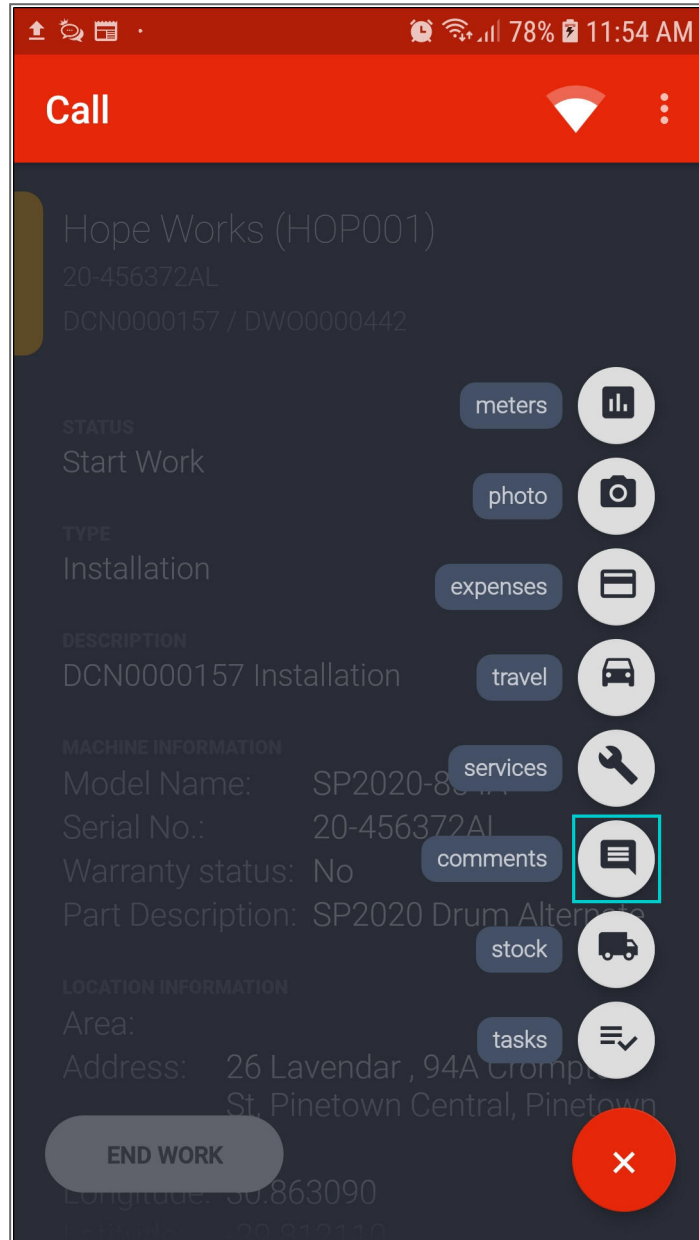 78% 11:54 AM
Call
Hope Works (HOP001)
20-456372AL
DCN0000157 / DWO0000442
meters
STATUS
Start Work
photo
TYPE
Installation
expenses
DESCRIPTION
DCN0000157 Installation
travel
MACHINE INFORMATION
services
Model Name:
Serial No.: 20-456372AL
Warranty status: No
comments
Part Description: SP2020 Drum Alternate
stock
LOCATION INFORMATION
Area:
tasks
Address: 26 Lavendar , 94A
St, Pinetown Central, Pinetown
END WORK
Longitude: 30.863090